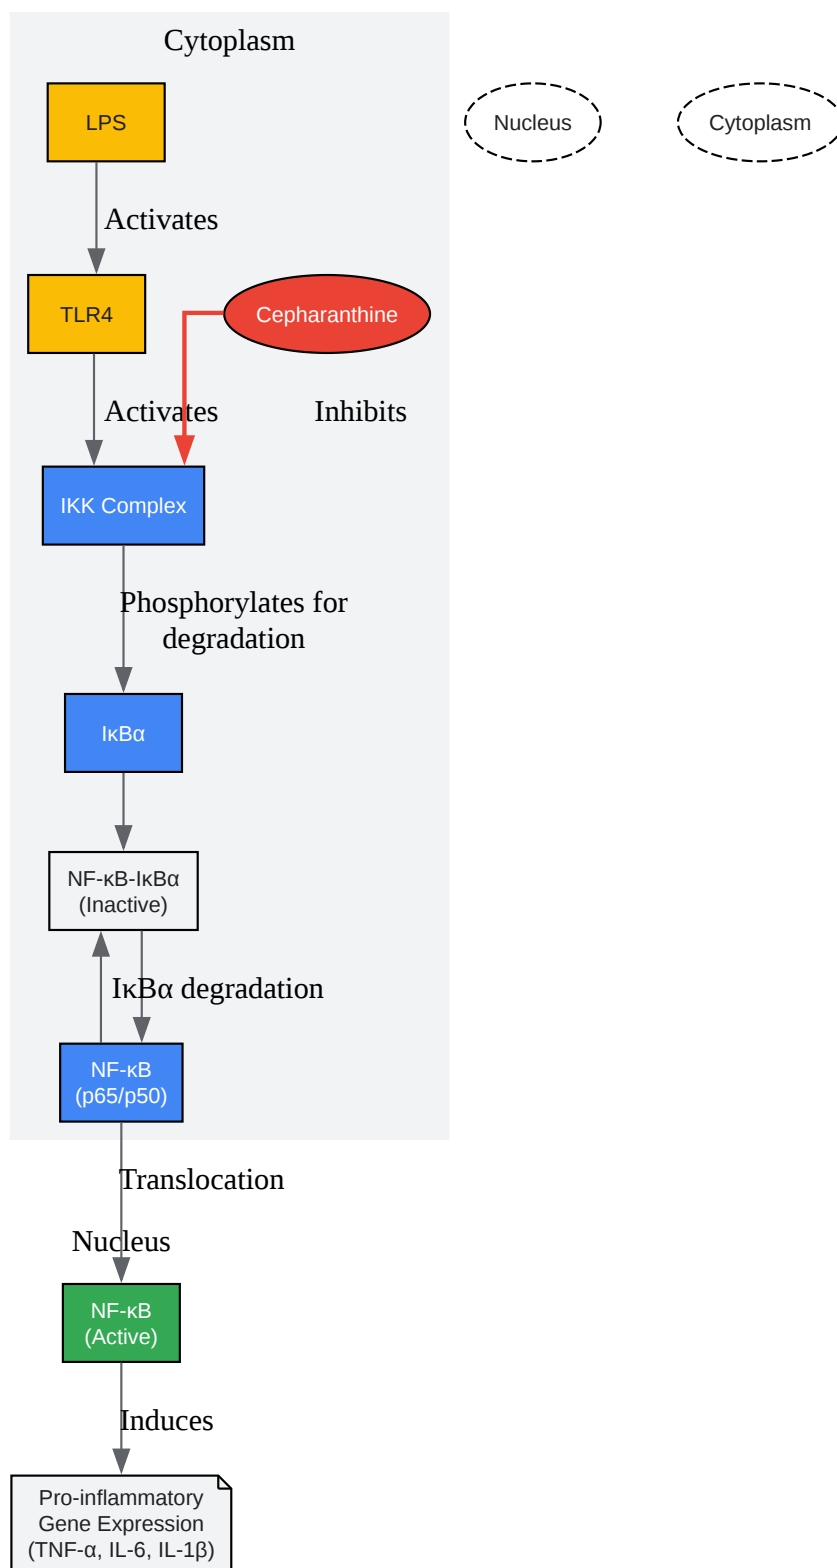 Cytoplasm
LPS
Nucleus
Cytoplasm
Activates
TLR4
Cepharanthine
Activates
Inhibits
IKK Complex
Phosphorylates for
degradation
IκBα
NF-κB-IκBα
(Inactive)
IκBα degradation
NF-κB
(p65/p50)
Translocation
Nucleus
NF-κB
(Active)
Induces
Pro-inflammatory
Gene Expression
(TNF-α, IL-6, IL-1β)